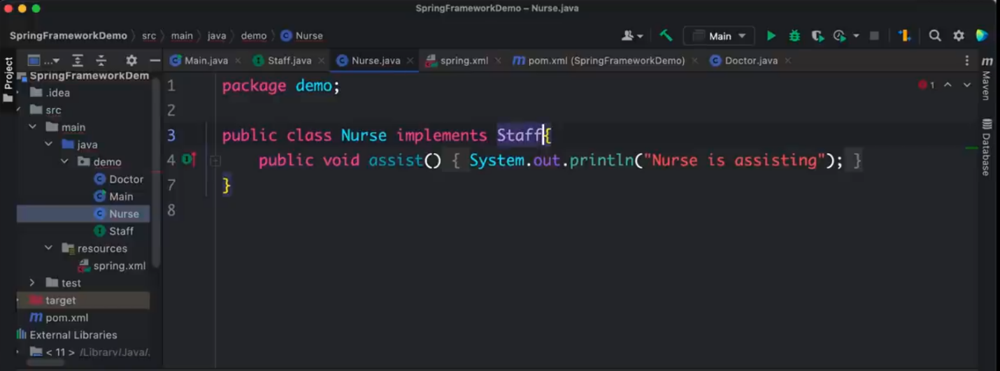 SpringFrameworkDemo – Nurse.java
SpringFrameworkDemo src main java demo Nurse
Main
Project
Main.java Staff.java Nurse.java spring.xml pom.xml (SpringFrameworkDemo) Doctor.java
SpringFrameworkDem
.idea
src
main
java
demo
Doctor
Main
Nurse
Staff
resources
spring.xml
test
target
pom.xml
External Libraries
< 11 > /Library/Java/.
1 package demo;
2
3 public class Nurse implements Staff{
4 public void assist() { System.out.println("Nurse is assisting"); }
7 }
8
1
Maven
Database